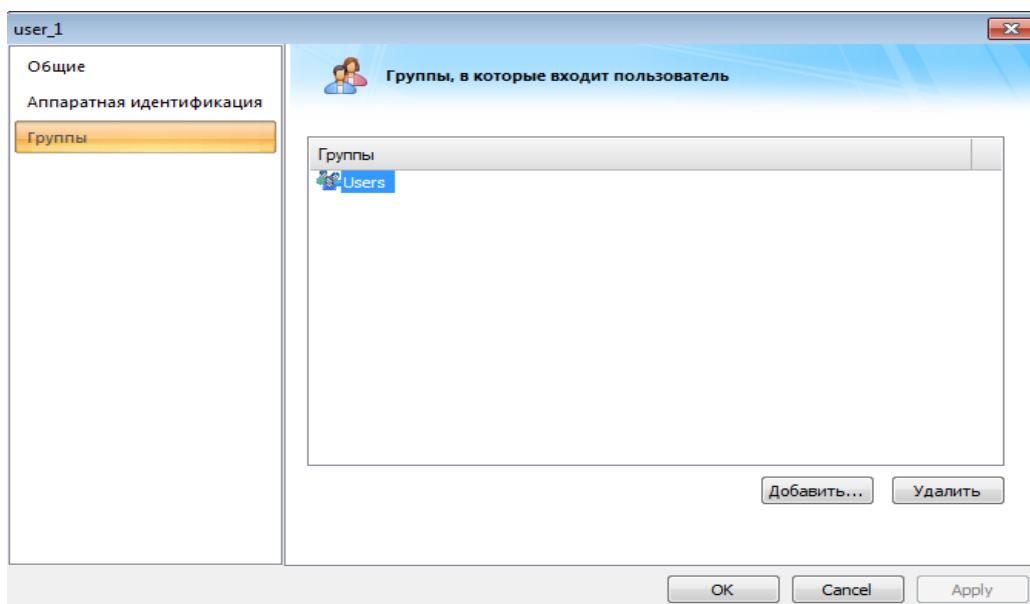 user_1
Общие
Аппаратная идентификация
Группы
Группы, в которые входит пользователь
Группы
Users
Добавить...
Удалить
OK
Cancel
Apply